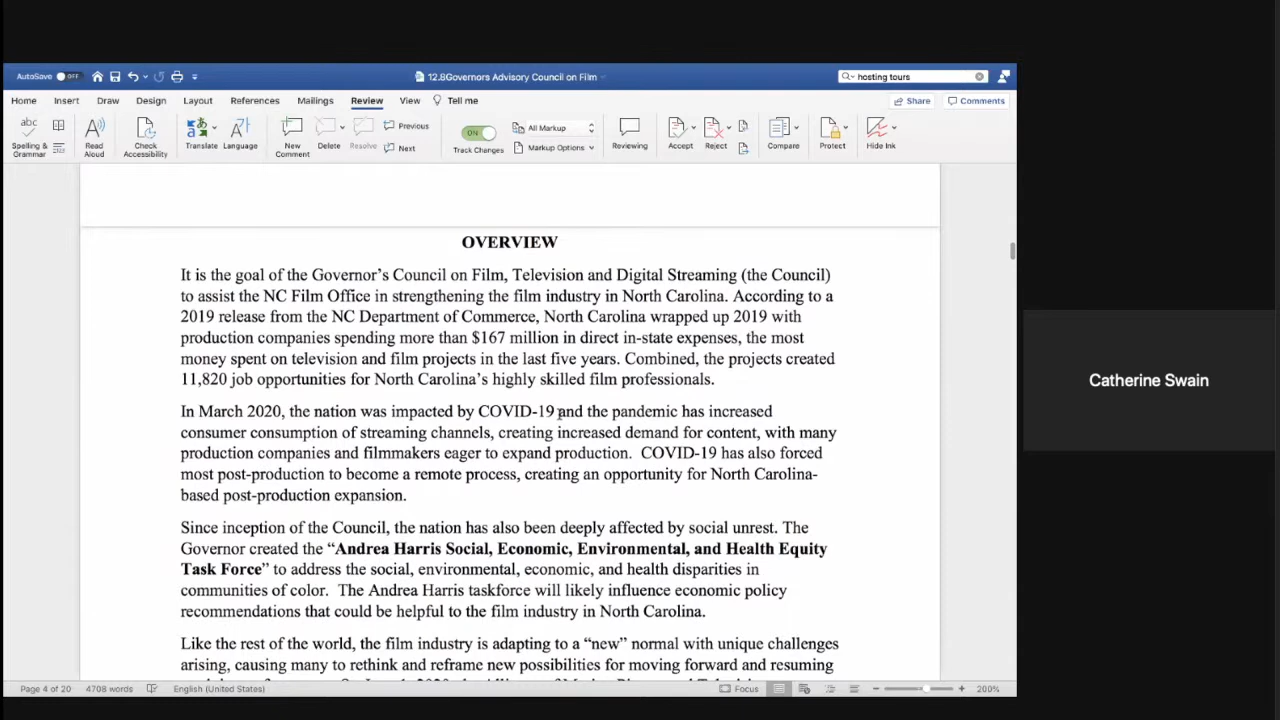 AutoSave OFF 12.8Governors Advisory Council on Film hosting tours
Home Insert Draw Design Layout References Mailings Review View Tell me Share Comments
abc Spelling & Grammar Read Aloud Check Accessibility Translate Language New Comment Delete Resolve Previous Next ON Track Changes All Markup Markup Options Reviewing Accept Reject Compare Protect Hide Ink
OVERVIEW
It is the goal of the Governor's Council on Film, Television and Digital Streaming (the Council)
to assist the NC Film Office in strengthening the film industry in North Carolina. According to a
2019 release from the NC Department of Commerce, North Carolina wrapped up 2019 with
production companies spending more than $167 million in direct in-state expenses, the most
money spent on television and film projects in the last five years. Combined, the projects created
11,820 job opportunities for North Carolina's highly skilled film professionals.
In March 2020, the nation was impacted by COVID-19 and the pandemic has increased
consumer consumption of streaming channels, creating increased demand for content, with many
production companies and filmmakers eager to expand production. COVID-19 has also forced
most post-production to become a remote process, creating an opportunity for North Carolina-
based post-production expansion.
Since inception of the Council, the nation has also been deeply affected by social unrest. The
Governor created the "Andrea Harris Social, Economic, Environmental, and Health Equity
Task Force" to address the social, environmental, economic, and health disparities in
communities of color. The Andrea Harris taskforce will likely influence economic policy
recommendations that could be helpful to the film industry in North Carolina.
Like the rest of the world, the film industry is adapting to a "new" normal with unique challenges
arising, causing many to rethink and reframe new possibilities for moving forward and resuming
Page 4 of 20 4708 words English (United States) Focus 200%
Catherine Swain